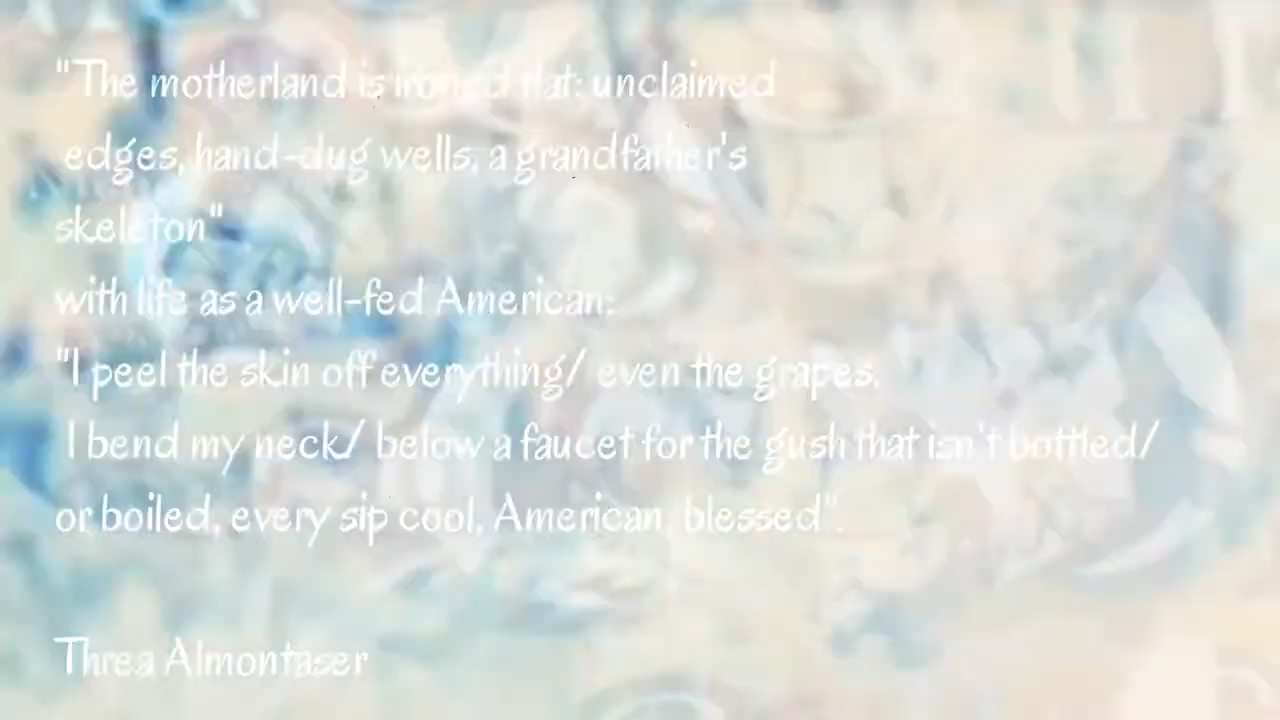 "The motherland is ironed flat: unclaimed
edges, hand-dug wells, a grandfather's
skeleton"
with life as a well-fed American:
"I peel the skin off everything/ even the grapes.
I bend my neck/ below a faucet for the gush that isn't bottled/
or boiled, every sip cool, American, blessed".
Threa Almontaser